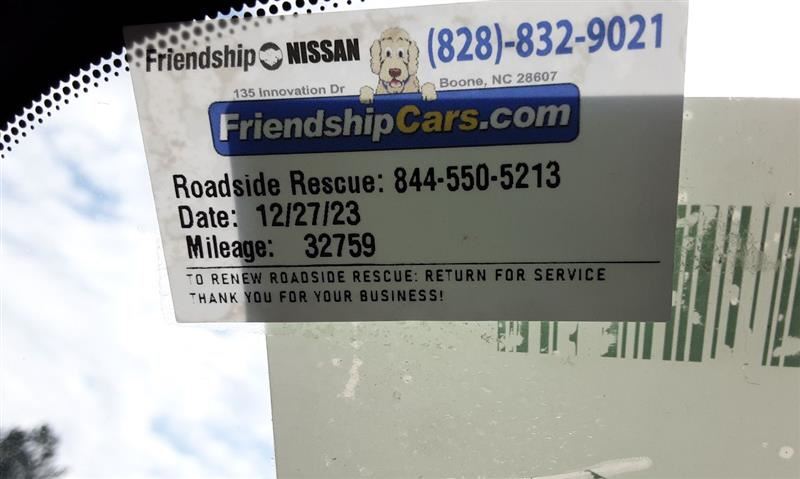 Friendship NISSAN
(828)-832-9021
135 Innovation Dr Boone, NC 28607
FriendshipCars.com
Roadside Rescue: 844-550-5213
Date: 12/27/23
Mileage: 32759
TO RENEW ROADSIDE RESCUE: RETURN FOR SERVICE
THANK YOU FOR YOUR BUSINESS!